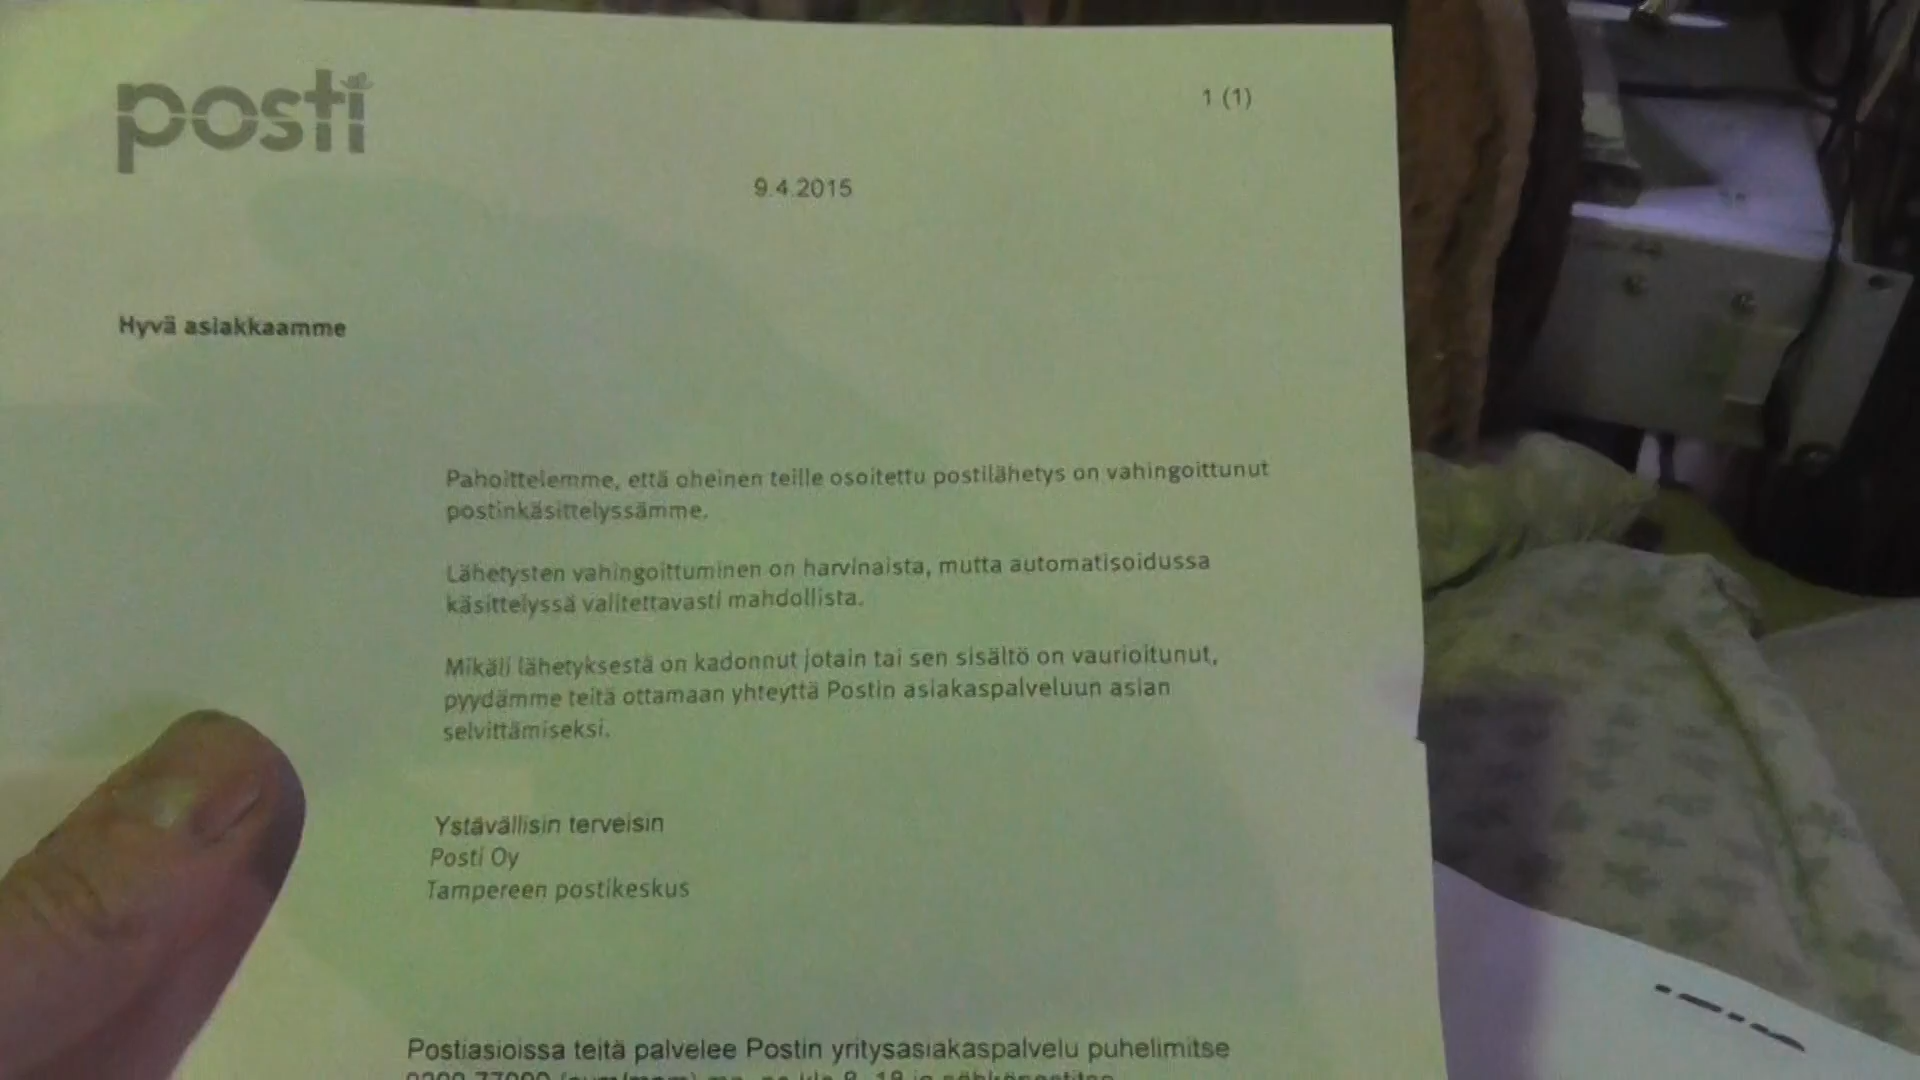 posti
1 (1)
9.4.2015
Hyvä asiakkaamme
Pahoittelemme, että oheinen teille osoitettu postilähetys on vahingoittunut
postinkäsittelyssämme.
Lähetysten vahingoittuminen on harvinaista, mutta automatisoidussa
käsittelyssä valitettavasti mahdollista.
Mikäli lähetyksestä on kadonnut jotain tai sen sisältö on vaurioitunut,
pyydämme teitä ottamaan yhteyttä Postin asiakaspalveluun asian
selvittämiseksi.
Ystävällisin terveisin
Posti Oy
Tampereen postikeskus
Postiasioissa teitä palvelee Postin yritysasiakaspalvelu puhelimitse